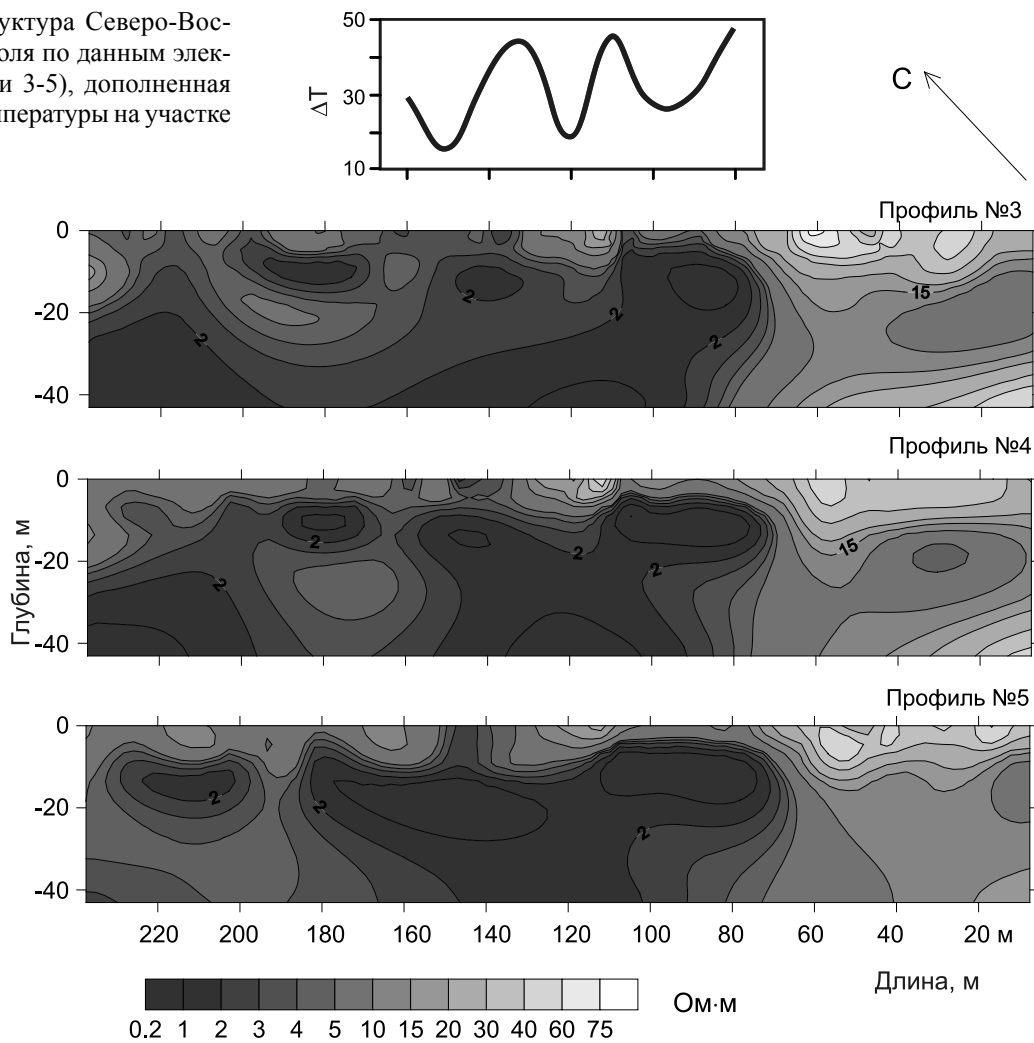 уктура Северо-Вос-
оля по данным элек-
и 3-5), дополненная
пературы на участке
50
30
10
ΔT
С
Профиль №3
0
-20
-40
2
2
2
2
15
Профиль №4
0
-20
-40
2
2
2
2
15
Глубина, м
Профиль №5
0
-20
-40
2
2
2
220 200 180 160 140 120 100 80 60 40 20 м
Длина, м
0.2 1 2 3 4 5 10 15 20 30 40 60 75
Ом·м